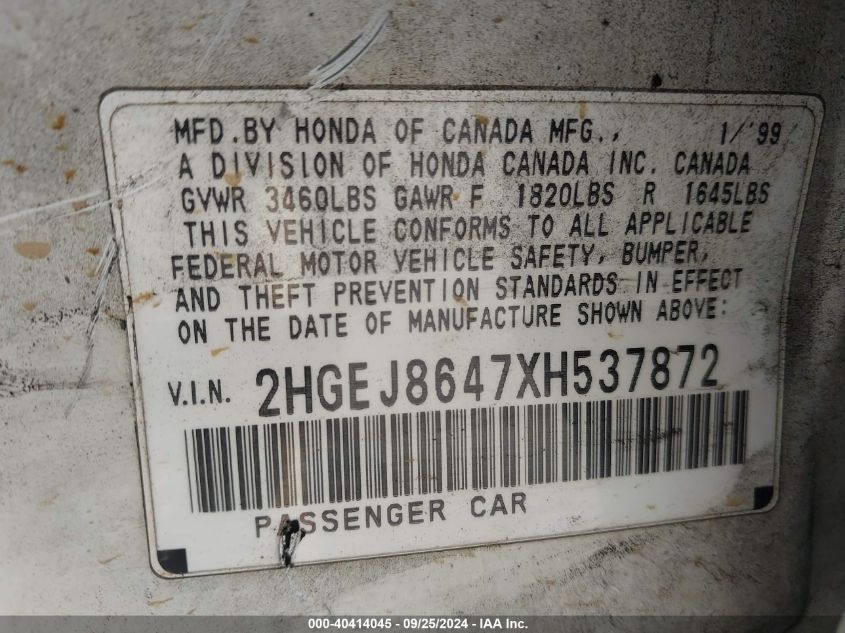 MFD.BY HONDA OF CANADA MFG., 1/'99
A DIVISION OF HONDA CANADA INC. CANADA
GVWR 3460LBS GAWR F 1820LBS R 1645LBS
THIS VEHICLE CONFORMS TO ALL APPLICABLE
FEDERAL MOTOR VEHICLE SAFETY, BUMPER,
AND THEFT PREVENTION STANDARDS IN EFFECT
ON THE DATE OF MANUFACTURE SHOWN ABOVE:
V.I.N. 2HGEJ8647XH537872
PASSENGER CAR
000-40414045 - 09/25/2024 - IAA Inc.